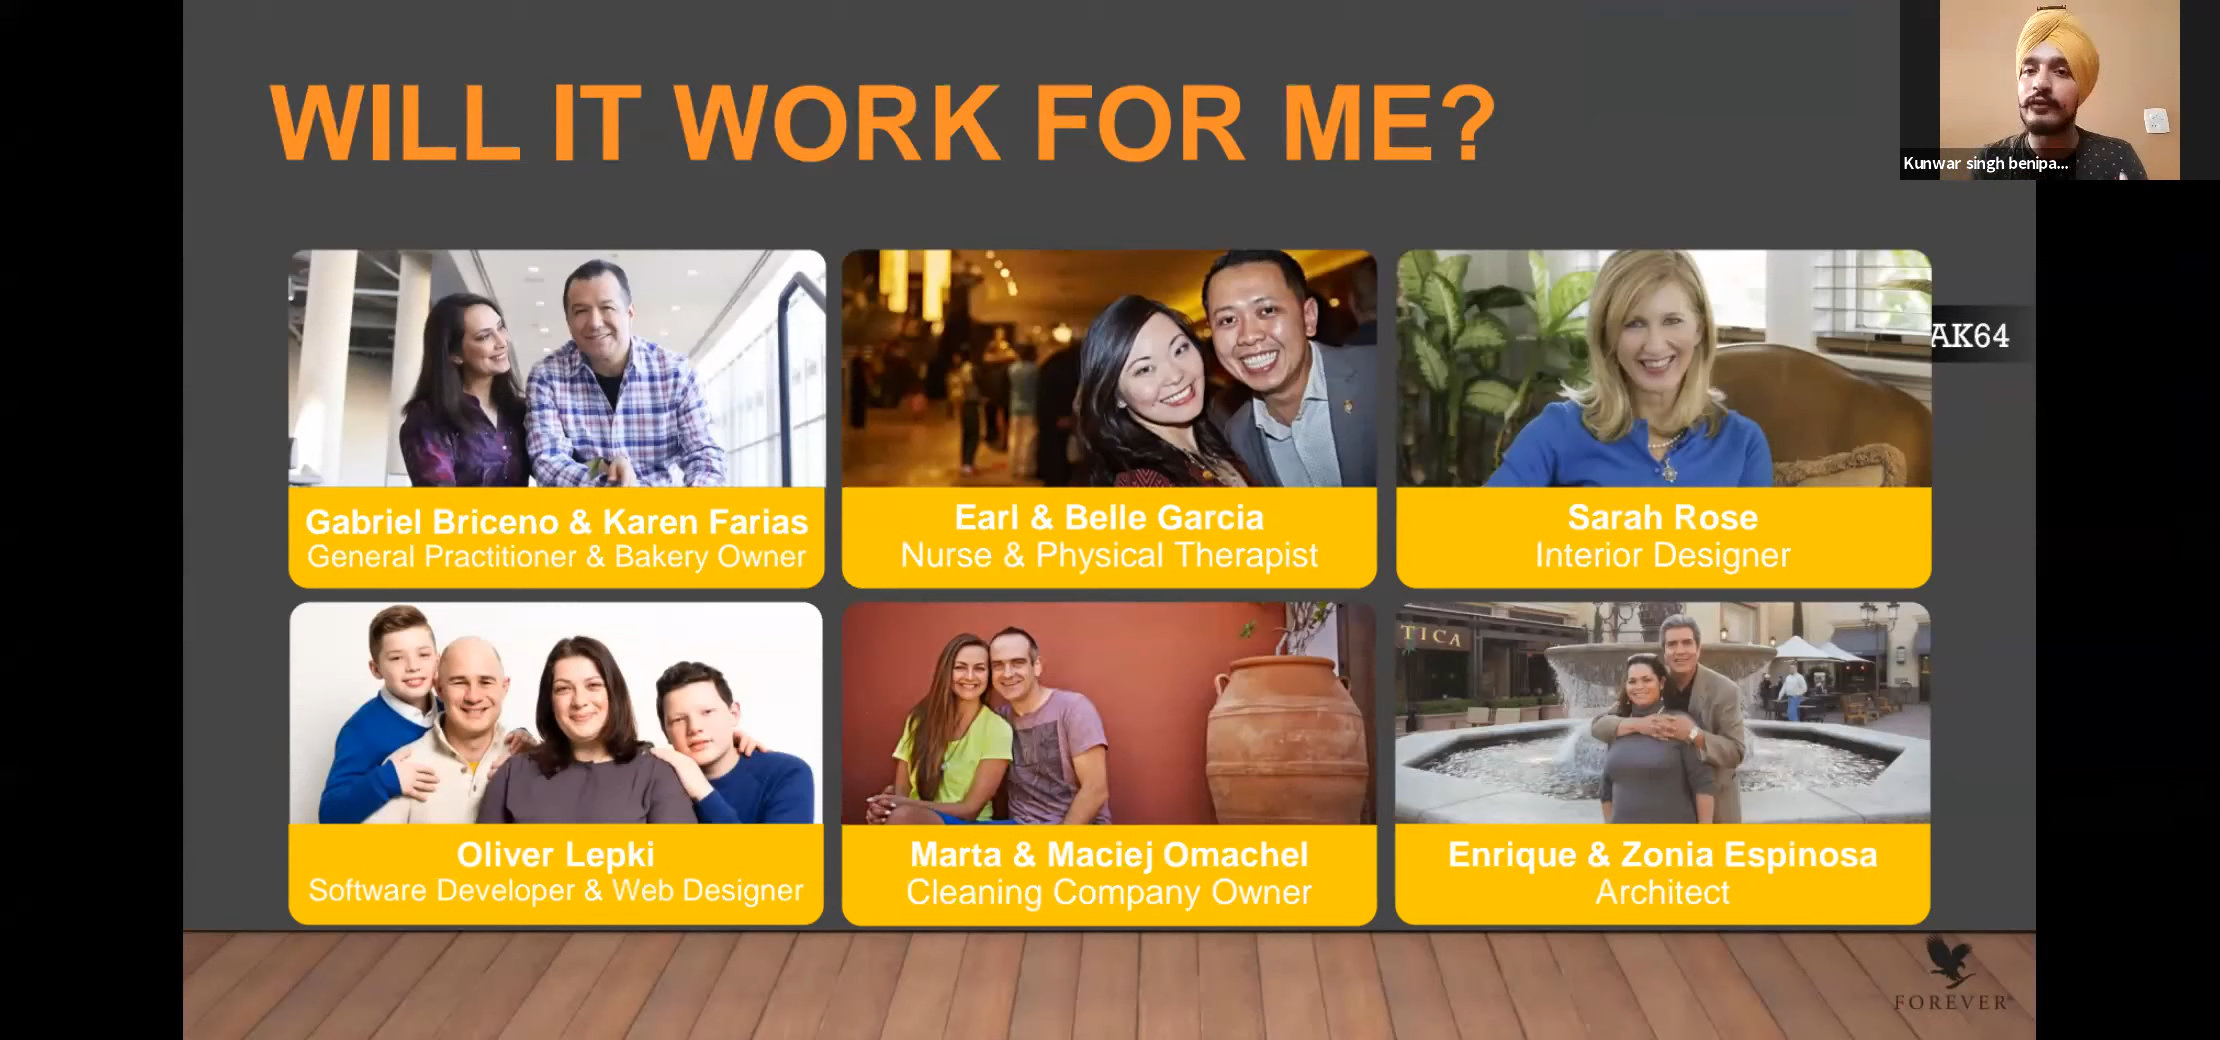 WILL IT WORK FOR ME?
Kunwar singh benipa...
AK64
Gabriel Briceno & Karen Farias
General Practitioner & Bakery Owner
Earl & Belle Garcia
Nurse & Physical Therapist
Sarah Rose
Interior Designer
TICA
Oliver Lepki
Software Developer & Web Designer
Marta & Maciej Omachel
Cleaning Company Owner
Enrique & Zonia Espinosa
Architect
FOREVER